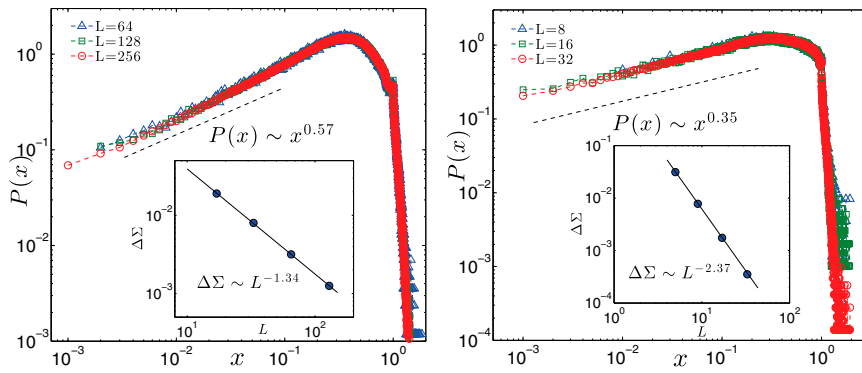 L=64
L=128
L=256
P(x) ∼ x^{0.57}
ΔΣ ∼ L^{-1.34}
ΔΣ
10^{-2}
10^{-3}
10^{1}
L
10^{2}
P(x)
10^{0}
10^{-1}
10^{-2}
10^{-3}
10^{-3}
10^{-2}
10^{-1}
10^{0}
x
L=8
L=16
L=32
P(x) ∼ x^{0.35}
ΔΣ ∼ L^{-2.37}
ΔΣ
10^{-1}
10^{-2}
10^{-3}
10^{-4}
10^{0}
10^{1}
L
10^{2}
P(x)
10^{0}
10^{-1}
10^{-2}
10^{-3}
10^{-4}
10^{-3}
10^{-2}
10^{-1}
10^{0}
x